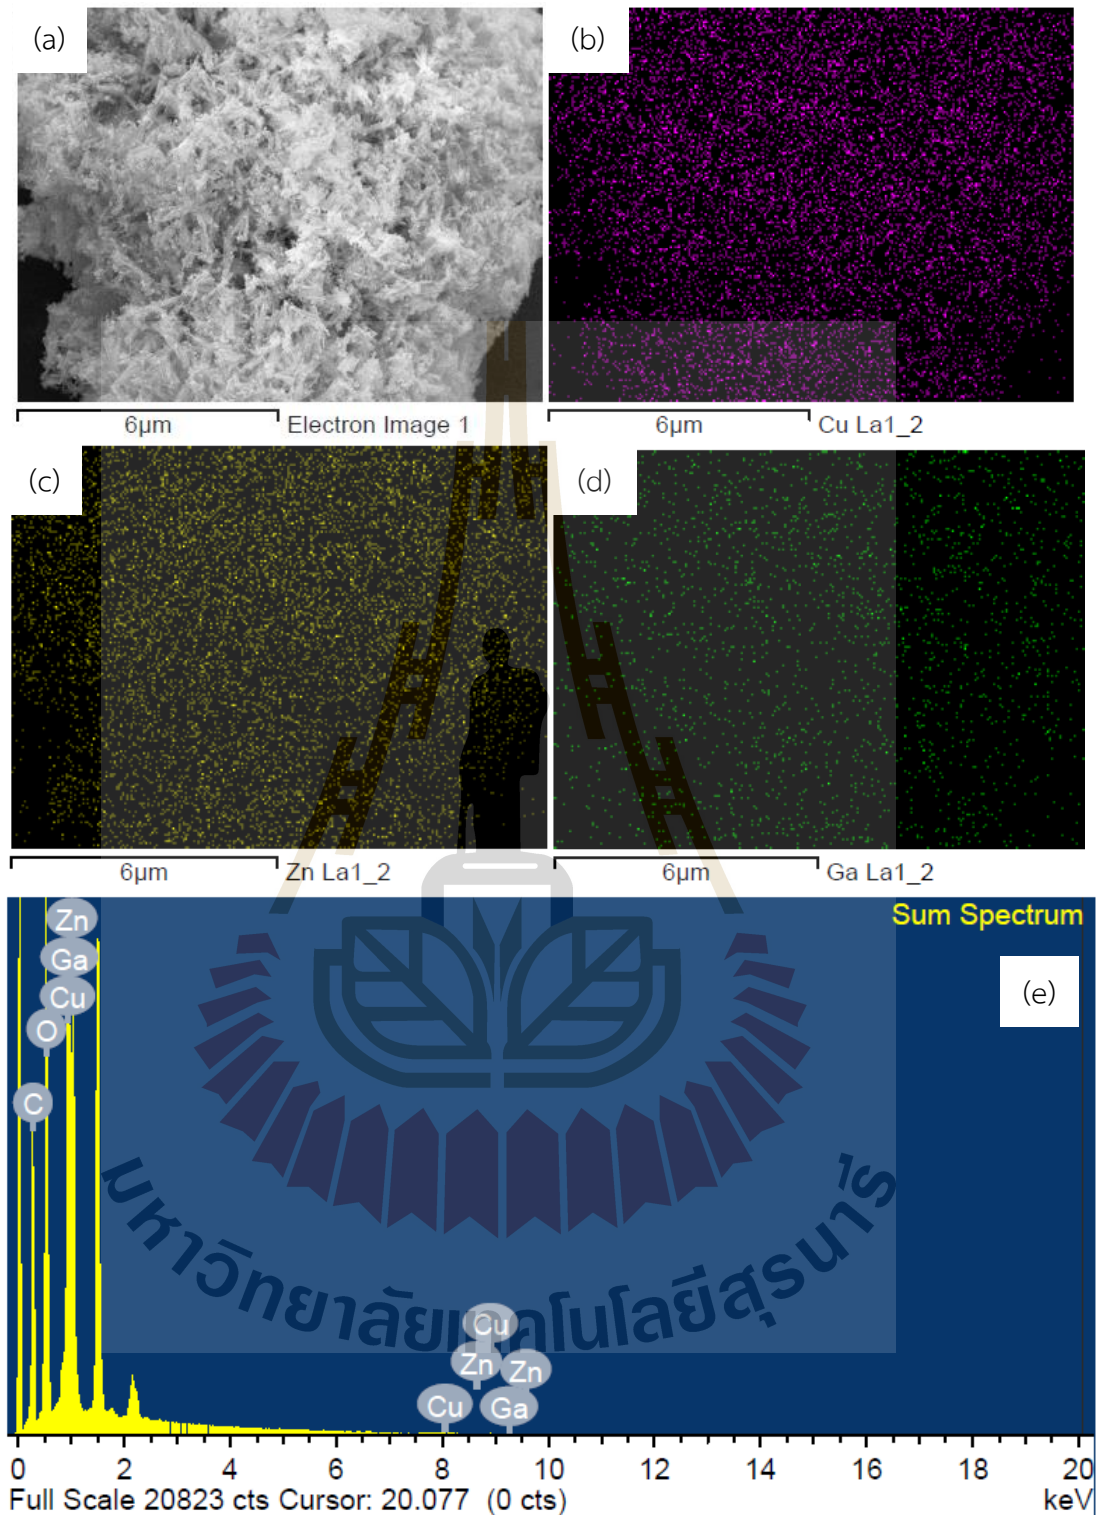 (a)
(b)
6µm
Electron Image 1
6µm
Cu La1_2
(c)
(d)
6µm
Zn La1_2
6µm
Ga La1_2
Sum Spectrum
(e)
Zn
Ga
Cu
O
C
มหาวิทยาลัยเทคโนโลยีสุรนารี
Cu
Zn
Zn
Cu
Ga
0 2 4 6 8 10 12 14 16 18 20
Full Scale 20823 cts Cursor: 20.077 (0 cts)
keV